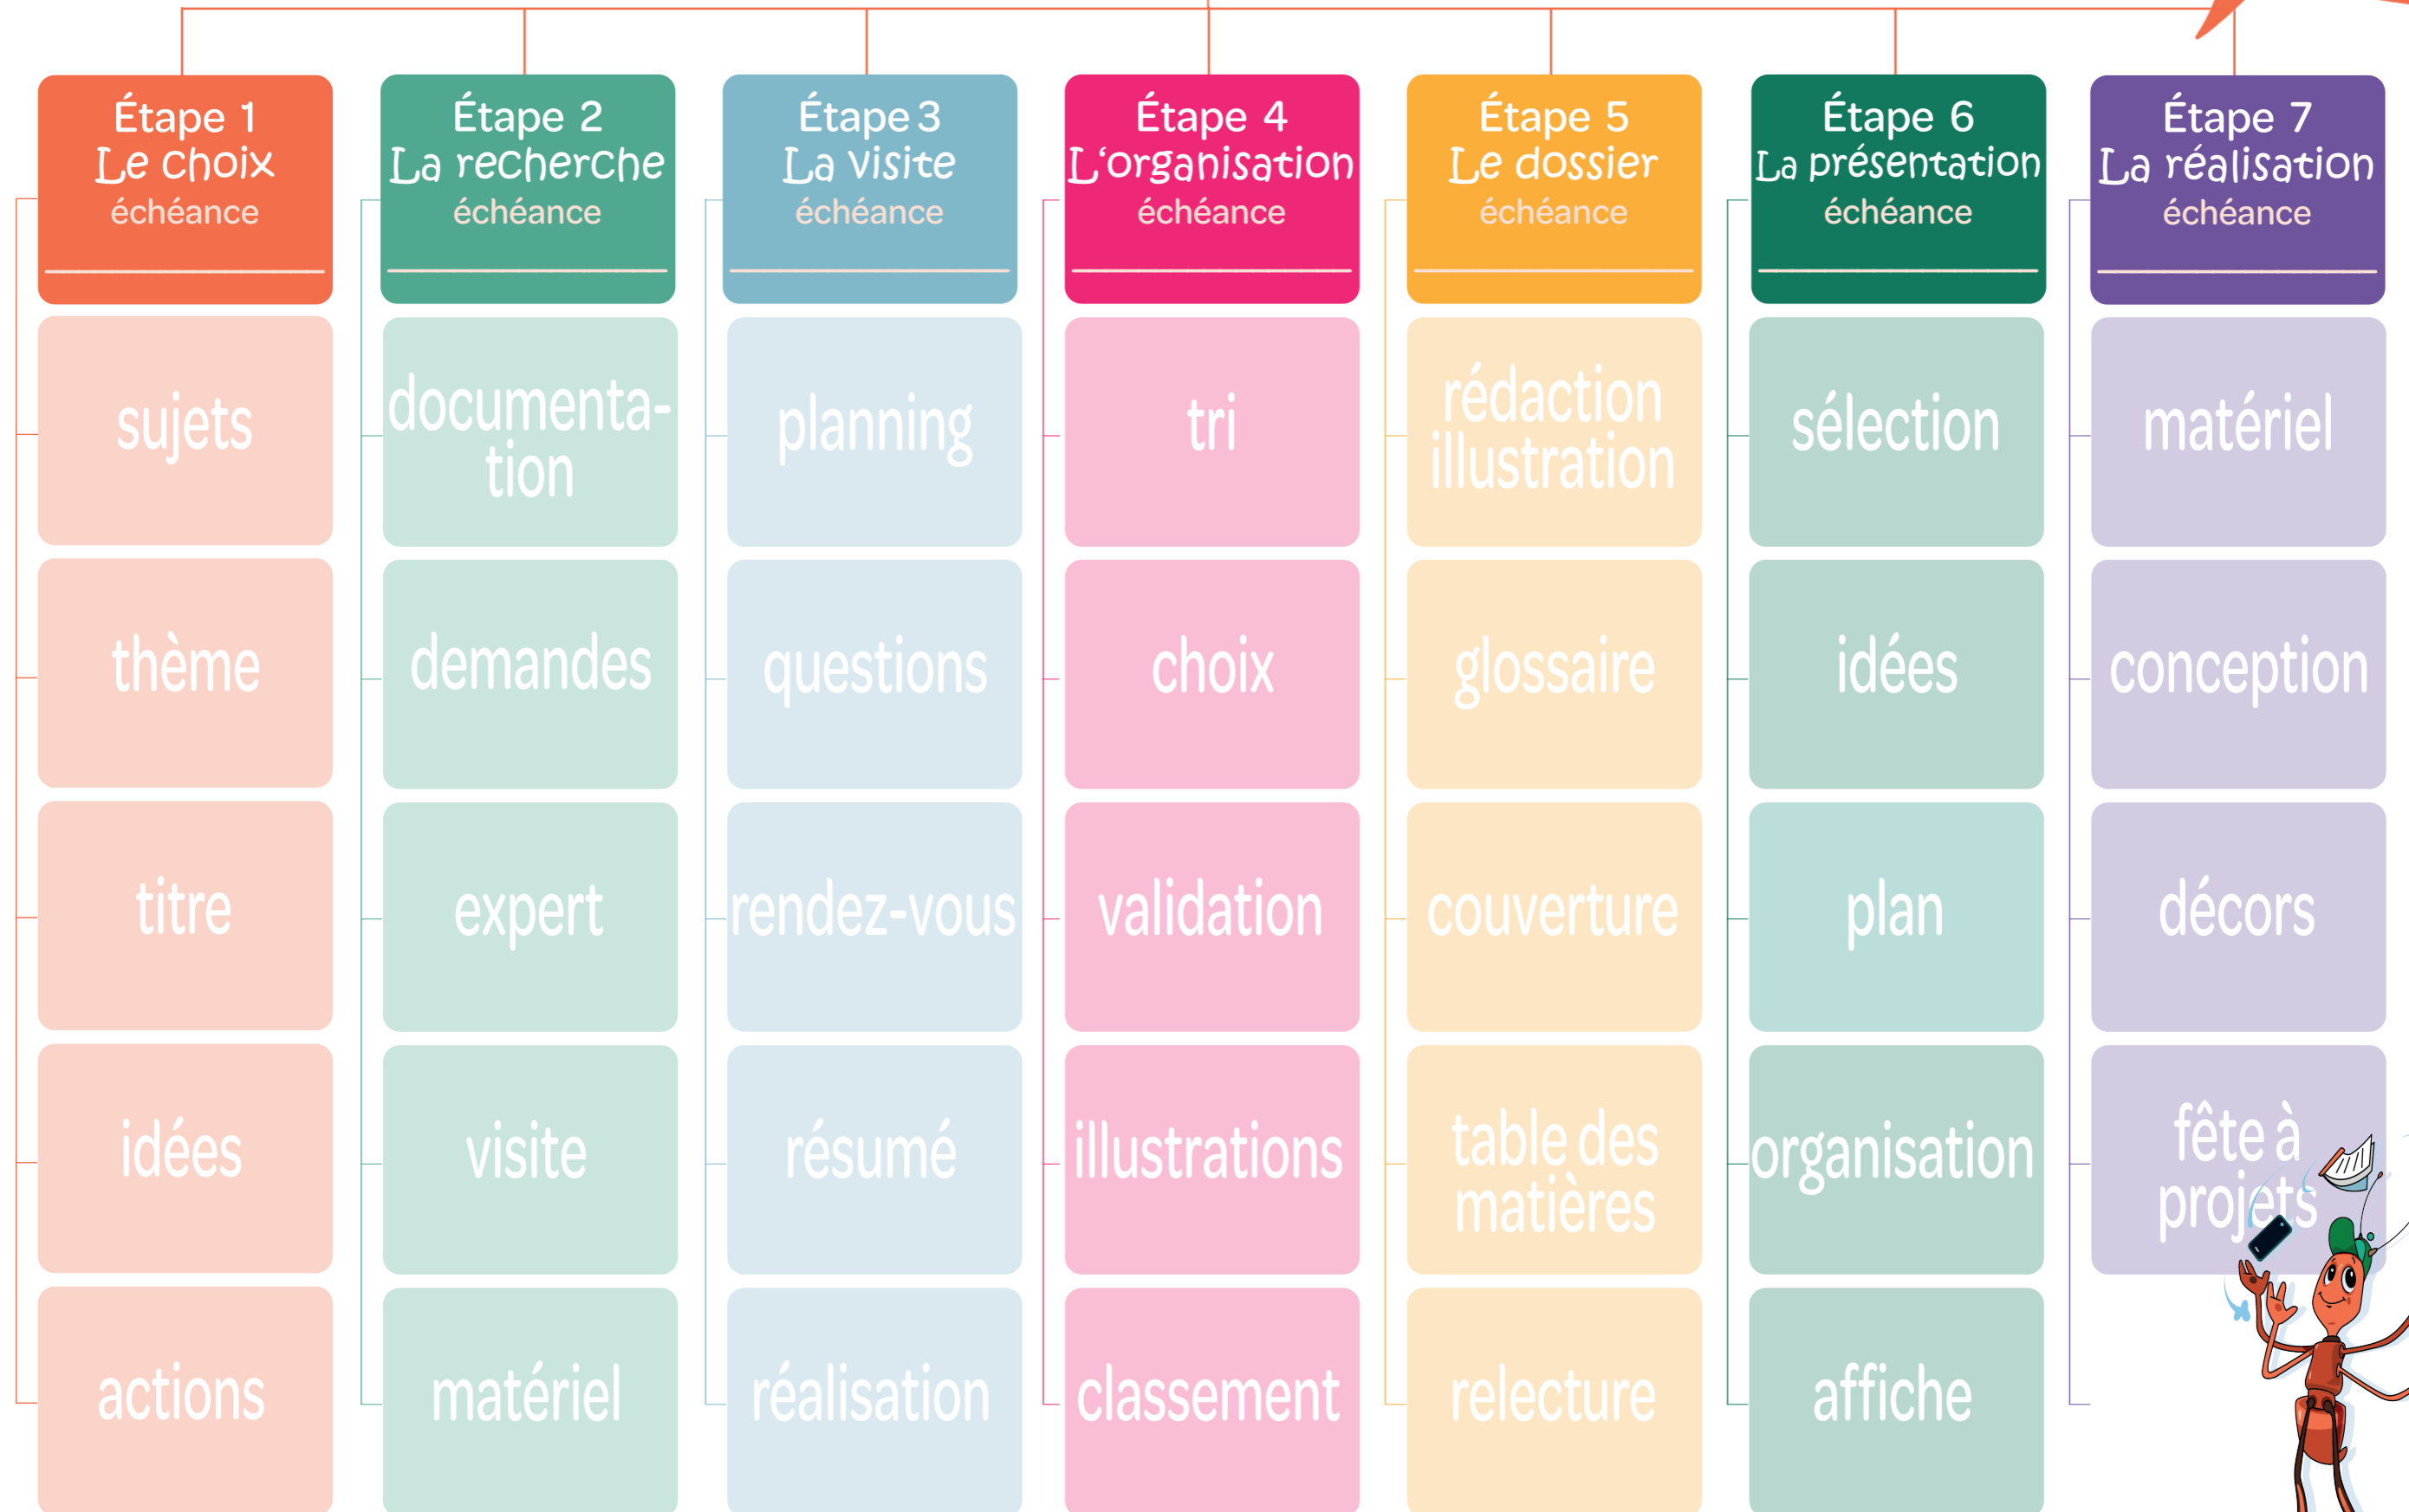 Étape 1
Le choix
échéance
sujets
thème
titre
idées
actions
Étape 2
La recherche
échéance
documenta-
tion
demandes
expert
visite
matériel
Étape 3
La visite
échéance
planning
questions
rendez-vous
résumé
réalisation
Étape 4
L'organisation
échéance
tri
choix
validation
illustrations
classement
Étape 5
Le dossier
échéance
rédaction
illustration
glossaire
couverture
table des
matières
relecture
Étape 6
La présentation
échéance
sélection
idées
plan
organisation
affiche
Étape 7
La réalisation
échéance
matériel
conception
décors
fête à
projets